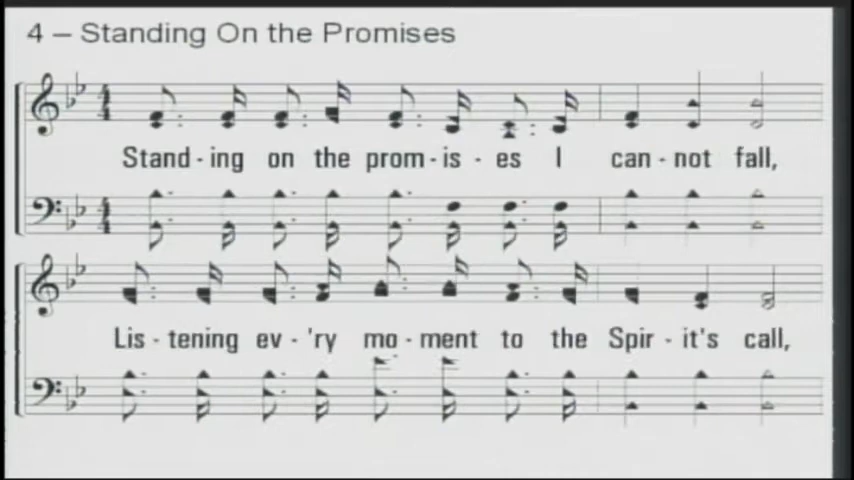 4 – Standing On the Promises
Stand - ing on the prom - is - es I can - not fall,
Lis - tening ev - 'ry mo - ment to the Spir - it's call,